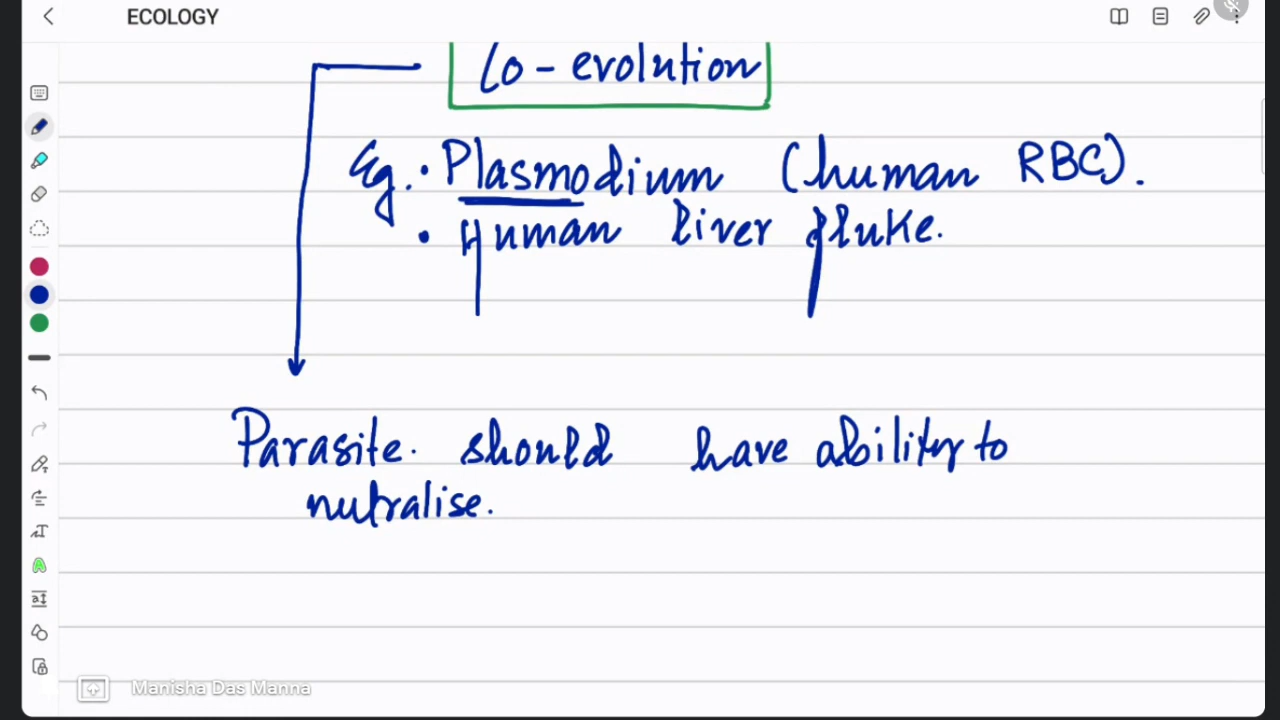 ECOLOGY
Co-evolution
Eg. • Plasmodium (human RBC).
• Human liver fluke.
Parasite. should have ability to
nutralise.
Manisha Das Manna